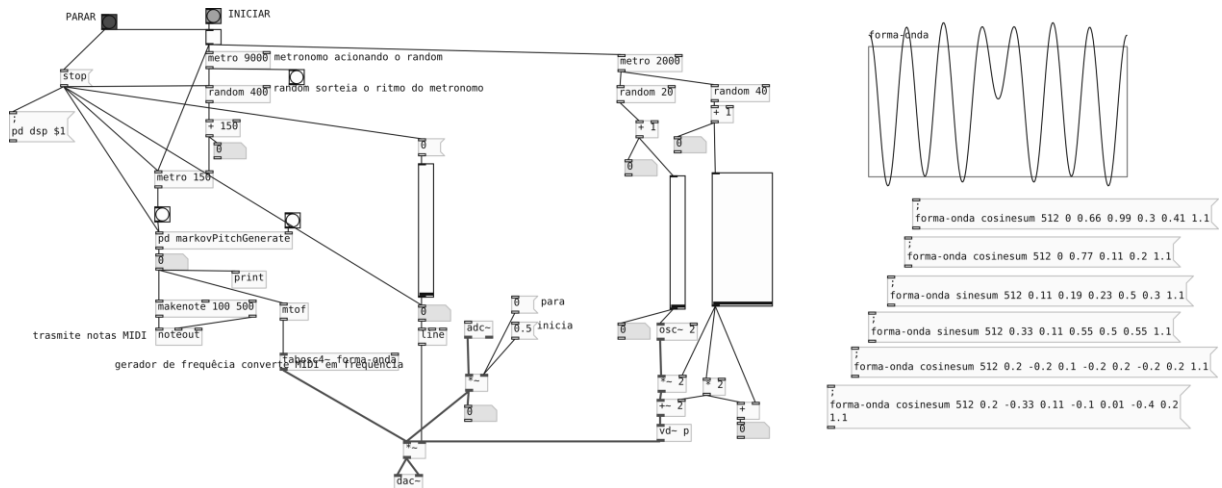 PARAR
INICIAR
metro 9000
metronomo acionando o random
stop
random 400
random sorteia o ritmo do metronomo
;
pd dsp $1
+ 150
0
metro 150
0
pd markovPitchGenerate
0
print
makenote 100 500
mtof
trasmite notas MIDI
noteout
gerador de frequêcia converte MIDI em frequencia
tabosc4~ forma-onda
0
line
adc~
0
para
0.5
inicia
*~
0
*~
dac~
metro 2000
random 20
random 40
+ 1
+ 1
0
0
0
osc~ 2
*~ 2
* 2
+~ 2
+
0
vd~ p
forma-onda
;
forma-onda cosinesum 512 0 0.66 0.99 0.3 0.41 1.1
;
forma-onda cosinesum 512 0 0.77 0.11 0.2 1.1
;
forma-onda sinesum 512 0.11 0.19 0.23 0.5 0.3 1.1
;
forma-onda sinesum 512 0.33 0.11 0.55 0.5 0.55 1.1
;
forma-onda cosinesum 512 0.2 -0.2 0.1 -0.2 0.2 -0.2 0.2 1.1
;
forma-onda cosinesum 512 0.2 -0.33 0.11 -0.1 0.01 -0.4 0.2
1.1